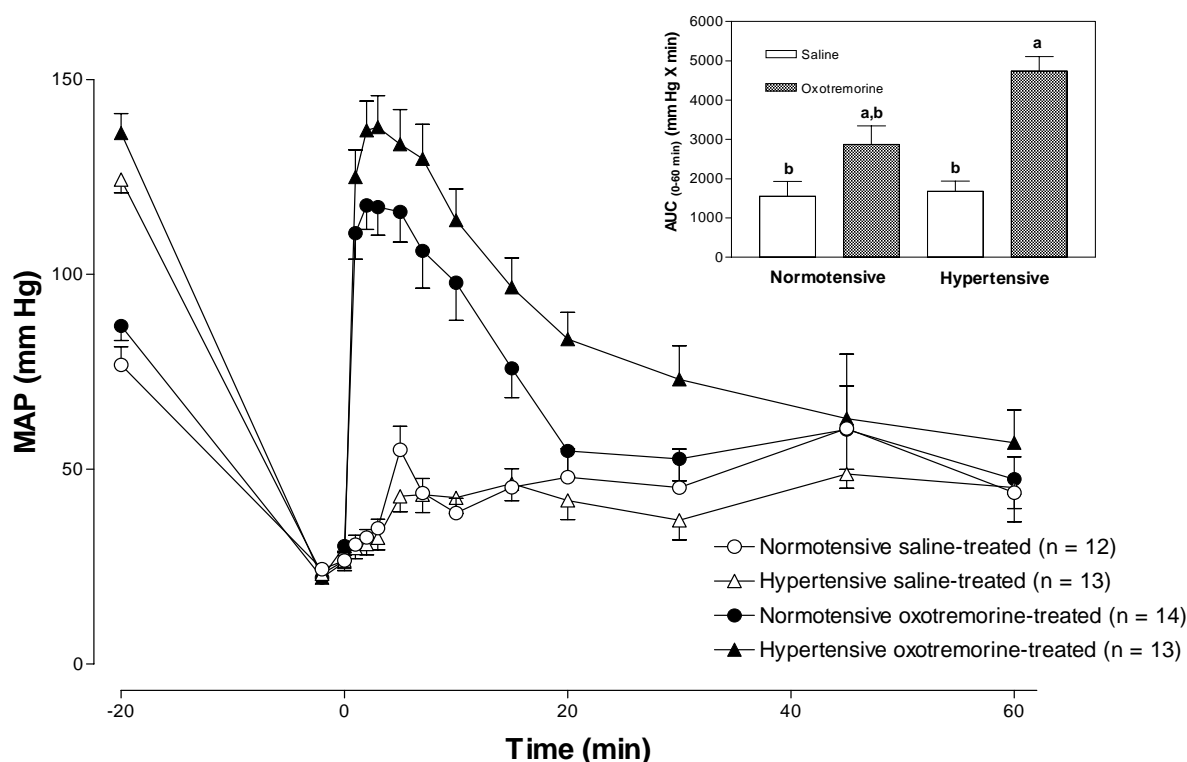 6000
5000
4000
3000
2000
1000
0
AUC (0-60 min) (mm Hg X min)
Saline
Oxotremorine
b
a,b
b
a
Normotensive
Hypertensive
150
100
50
0
MAP (mm Hg)
Normotensive saline-treated (n = 12)
Hypertensive saline-treated (n = 13)
Normotensive oxotremorine-treated (n = 14)
Hypertensive oxotremorine-treated (n = 13)
-20
0
20
40
60
Time (min)